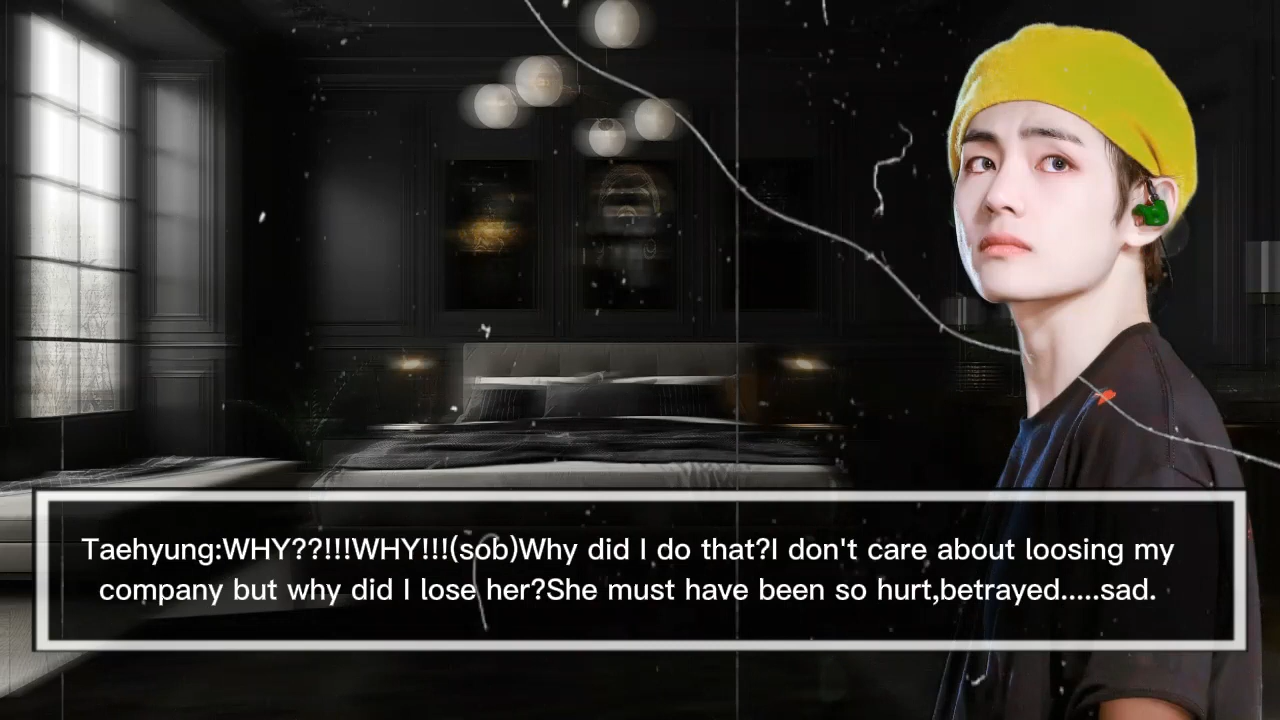 Taehyung:WHY??!!!WHY!!!(sob)Why did I do that?I don't care about loosing my
company but why did I lose her?She must have been so hurt,betrayed.....sad.